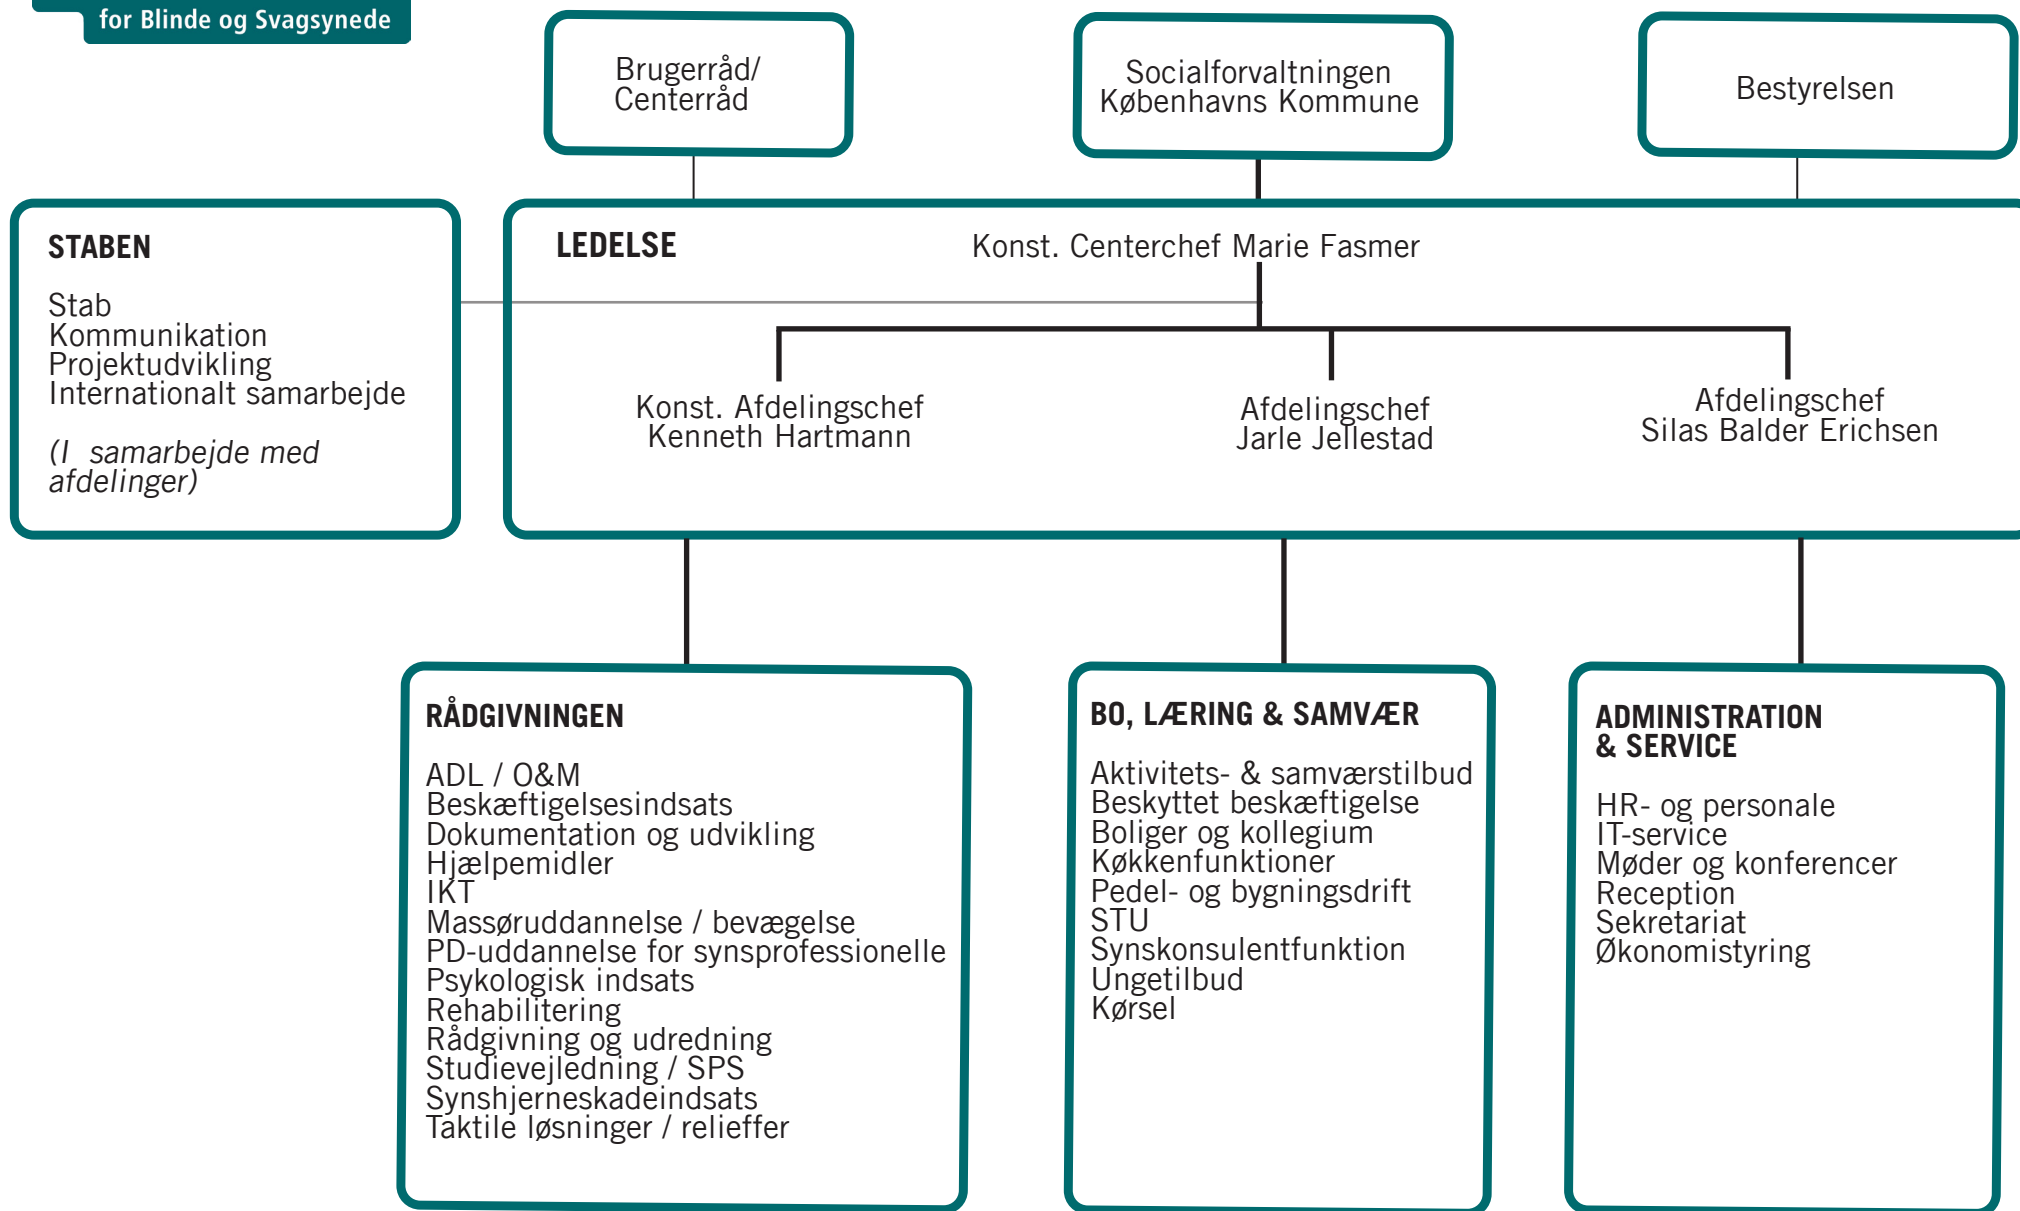 for Blinde og Svagsynede
Brugerråd/
Centerråd
Socialforvaltningen
Københavns Kommune
Bestyrelsen
STABEN
Stab
Kommunikation
Projektudvikling
Internationalt samarbejde
(I  samarbejde med
afdelinger)
LEDELSE
Konst. Centerchef Marie Fasmer
Konst. Afdelingschef
Kenneth Hartmann
Afdelingschef
Jarle Jellestad
Afdelingschef
Silas Balder Erichsen
RÅDGIVNINGEN
ADL / O&M
Beskæftigelsesindsats
Dokumentation og udvikling
Hjælpemidler
IKT
Massøruddannelse / bevægelse
PD-uddannelse for synsprofessionelle
Psykologisk indsats
Rehabilitering
Rådgivning og udredning
Studievejledning / SPS
Synshjerneskadeindsats
Taktile løsninger / relieffer
BO, LÆRING & SAMVÆR
Aktivitets- & samværstilbud
Beskyttet beskæftigelse
Boliger og kollegium
Køkkenfunktioner
Pedel- og bygningsdrift
STU
Synskonsulentfunktion
Ungetilbud
Kørsel
ADMINISTRATION
& SERVICE
HR- og personale
IT-service
Møder og konferencer
Reception
Sekretariat
Økonomistyring